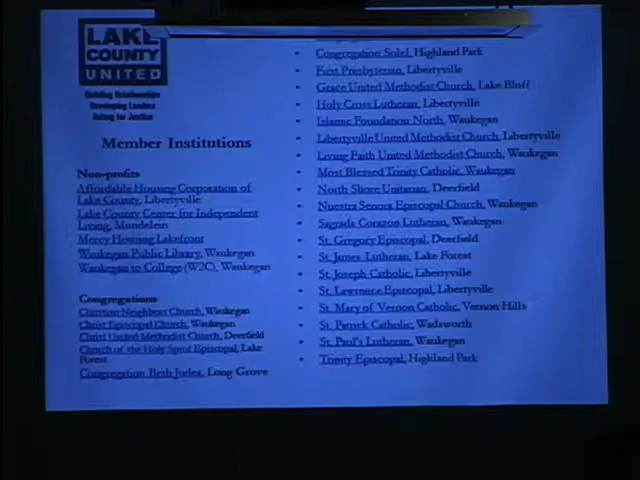 LAKE
COUNTY
UNITED
Building Relationships
Developing Leaders
Acting for Justice
Member Institutions
Non-profits
Affordable Housing Corporation of
Lake County, Libertyville
Lake County Center for Independent
Living, Mundelein
Mercy Housing Lakefront
Waukegan Public Library, Waukegan
Waukegan to College (W2C), Waukegan
Congregations
Christian Neighbors Church, Waukegan
Christ Episcopal Church, Waukegan
Christ United Methodist Church, Deerfield
Church of the Holy Spirit Episcopal, Lake
Forest
Congregation Beth Judea, Long Grove
• Congregation Solel, Highland Park
• First Presbyterian, Libertyville
• Grace United Methodist Church, Lake Bluff
• Holy Cross Lutheran, Libertyville
• Islamic Foundation North, Waukegan
• Libertyville United Methodist Church, Libertyville
• Living Faith United Methodist Church, Waukegan
• Most Blessed Trinity Catholic, Waukegan
• North Shore Unitarian, Deerfield
• Nuestra Senora Episcopal Church, Waukegan
• Sagrada Corazon Lutheran, Waukegan
• St. Gregory Episcopal, Deerfield
• St. James Lutheran, Lake Forest
• St. Joseph Catholic, Libertyville
• St. Lawrence Episcopal, Libertyville
• St. Mary of Vernon Catholic, Vernon Hills
• St. Patrick Catholic, Wadsworth
• St. Paul's Lutheran, Waukegan
• Trinity Episcopal, Highland Park